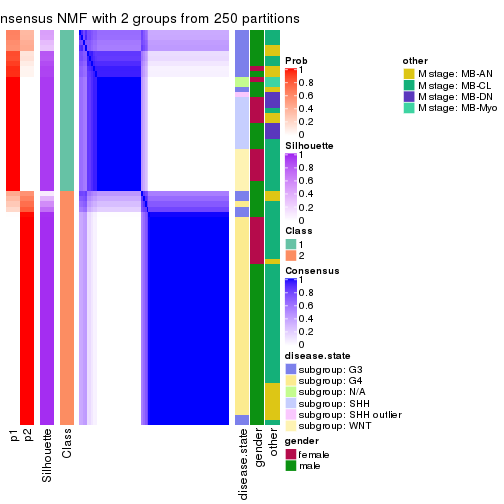 nsensus NMF with 2 groups from 250 partitions
Prob
1
0.8
0.6
0.4
0.2
0
Silhouette
1
0.8
0.6
0.4
0.2
0
Class
1
2
Consensus
1
0.8
0.6
0.4
0.2
0
disease.state
subgroup: G3
subgroup: G4
subgroup: N/A
subgroup: SHH
subgroup: SHH outlier
subgroup: WNT
gender
female
male
other
M stage: MB-AN
M stage: MB-CL
M stage: MB-DN
M stage: MB-Myo
p1
p2
Silhouette
Class
disease.state
gender
other